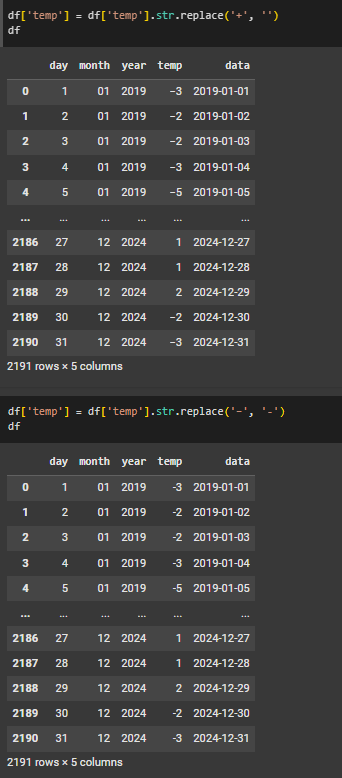 df['temp'] = df['temp'].str.replace('+', '')
df
day month year temp data
0 1 01 2019 −3 2019-01-01
1 2 01 2019 −2 2019-01-02
2 3 01 2019 −2 2019-01-03
3 4 01 2019 −3 2019-01-04
4 5 01 2019 −5 2019-01-05
... ... ... ... ... ...
2186 27 12 2024 1 2024-12-27
2187 28 12 2024 1 2024-12-28
2188 29 12 2024 2 2024-12-29
2189 30 12 2024 −2 2024-12-30
2190 31 12 2024 −3 2024-12-31
2191 rows × 5 columns
df['temp'] = df['temp'].str.replace('−', '-')
df
day month year temp data
0 1 01 2019 -3 2019-01-01
1 2 01 2019 -2 2019-01-02
2 3 01 2019 -2 2019-01-03
3 4 01 2019 -3 2019-01-04
4 5 01 2019 -5 2019-01-05
... ... ... ... ... ...
2186 27 12 2024 1 2024-12-27
2187 28 12 2024 1 2024-12-28
2188 29 12 2024 2 2024-12-29
2189 30 12 2024 -2 2024-12-30
2190 31 12 2024 -3 2024-12-31
2191 rows × 5 columns